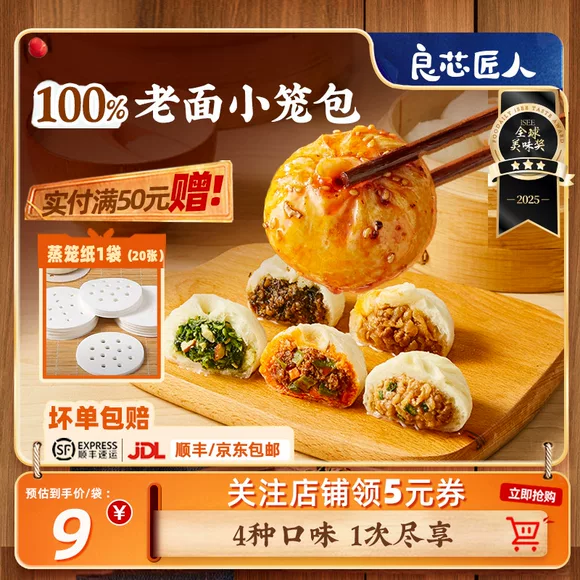 良芯匠人
100%老面小笼包
JSEE
全球
美味奖
2025
实付满50元赠!
蒸笼纸1袋 (20张)
坏单包赔
SF EXPRESS
顺丰速运
JDL
顺丰/京东包邮
预估到手价/袋:
9¥
关注店铺领5元券
4种口味 1次尽享
立即抢购